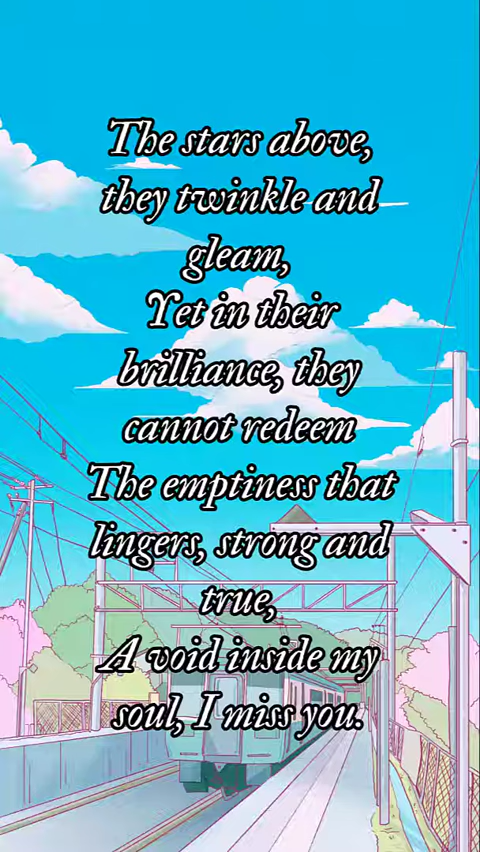 The stars above,
they twinkle and
gleam,
Yet in their
brilliance, they
cannot redeem
The emptiness that
lingers, strong and
true,
A void inside my
soul, I miss you.